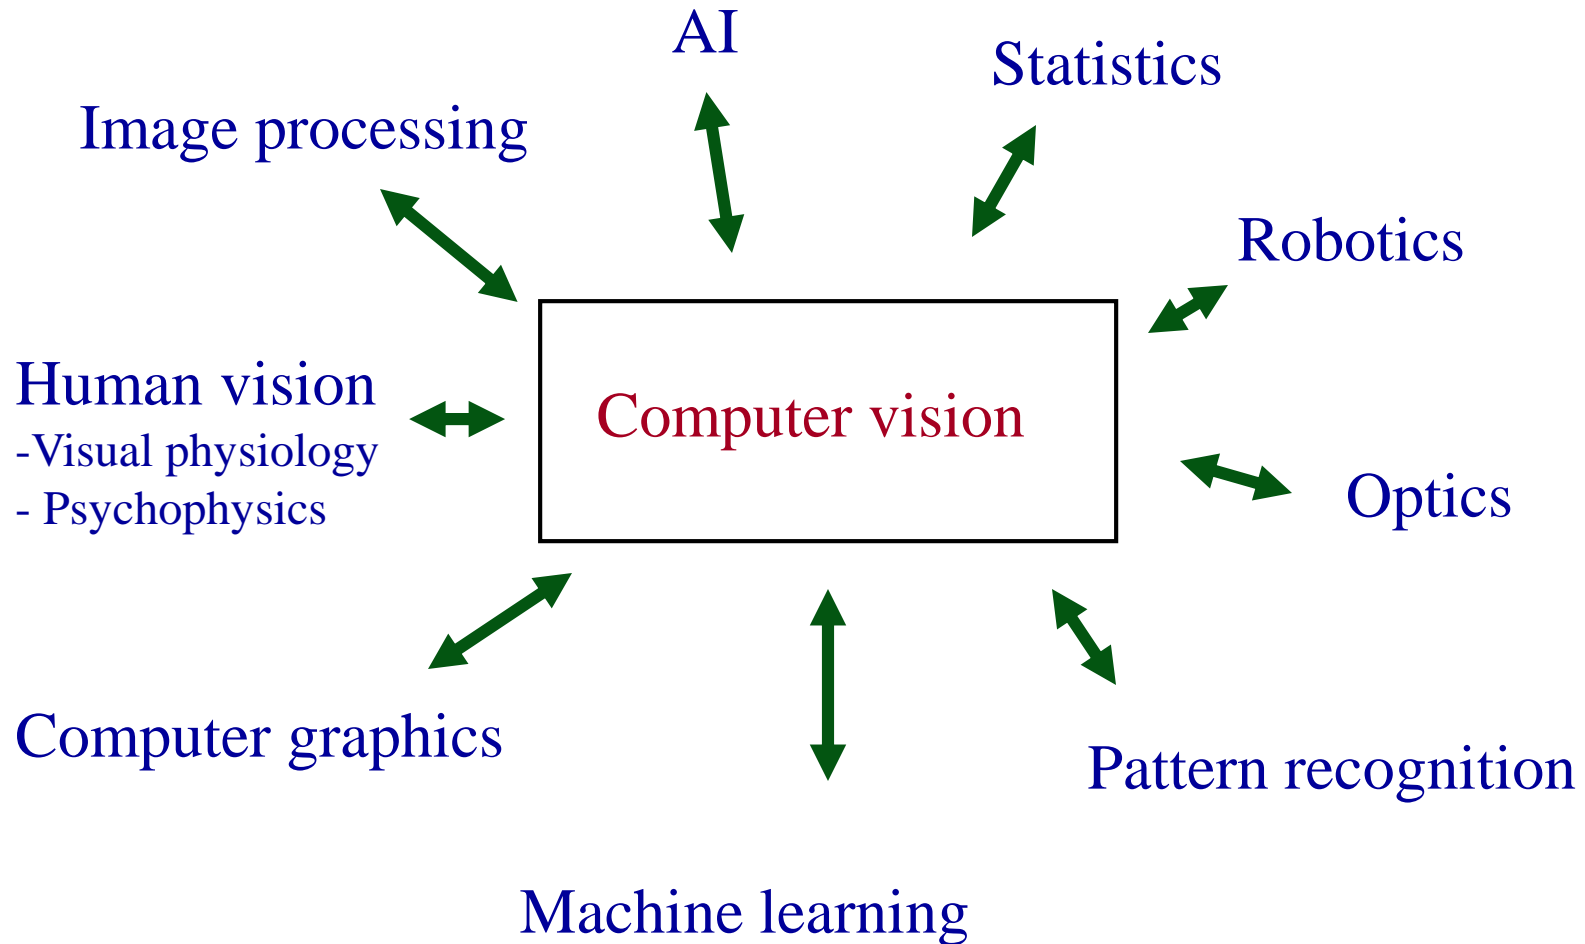 AI
Statistics
Image processing
Robotics
Human vision
Computer vision
-Visual physiology
- Psychophysics
Optics
Computer graphics
Pattern recognition
Machine learning